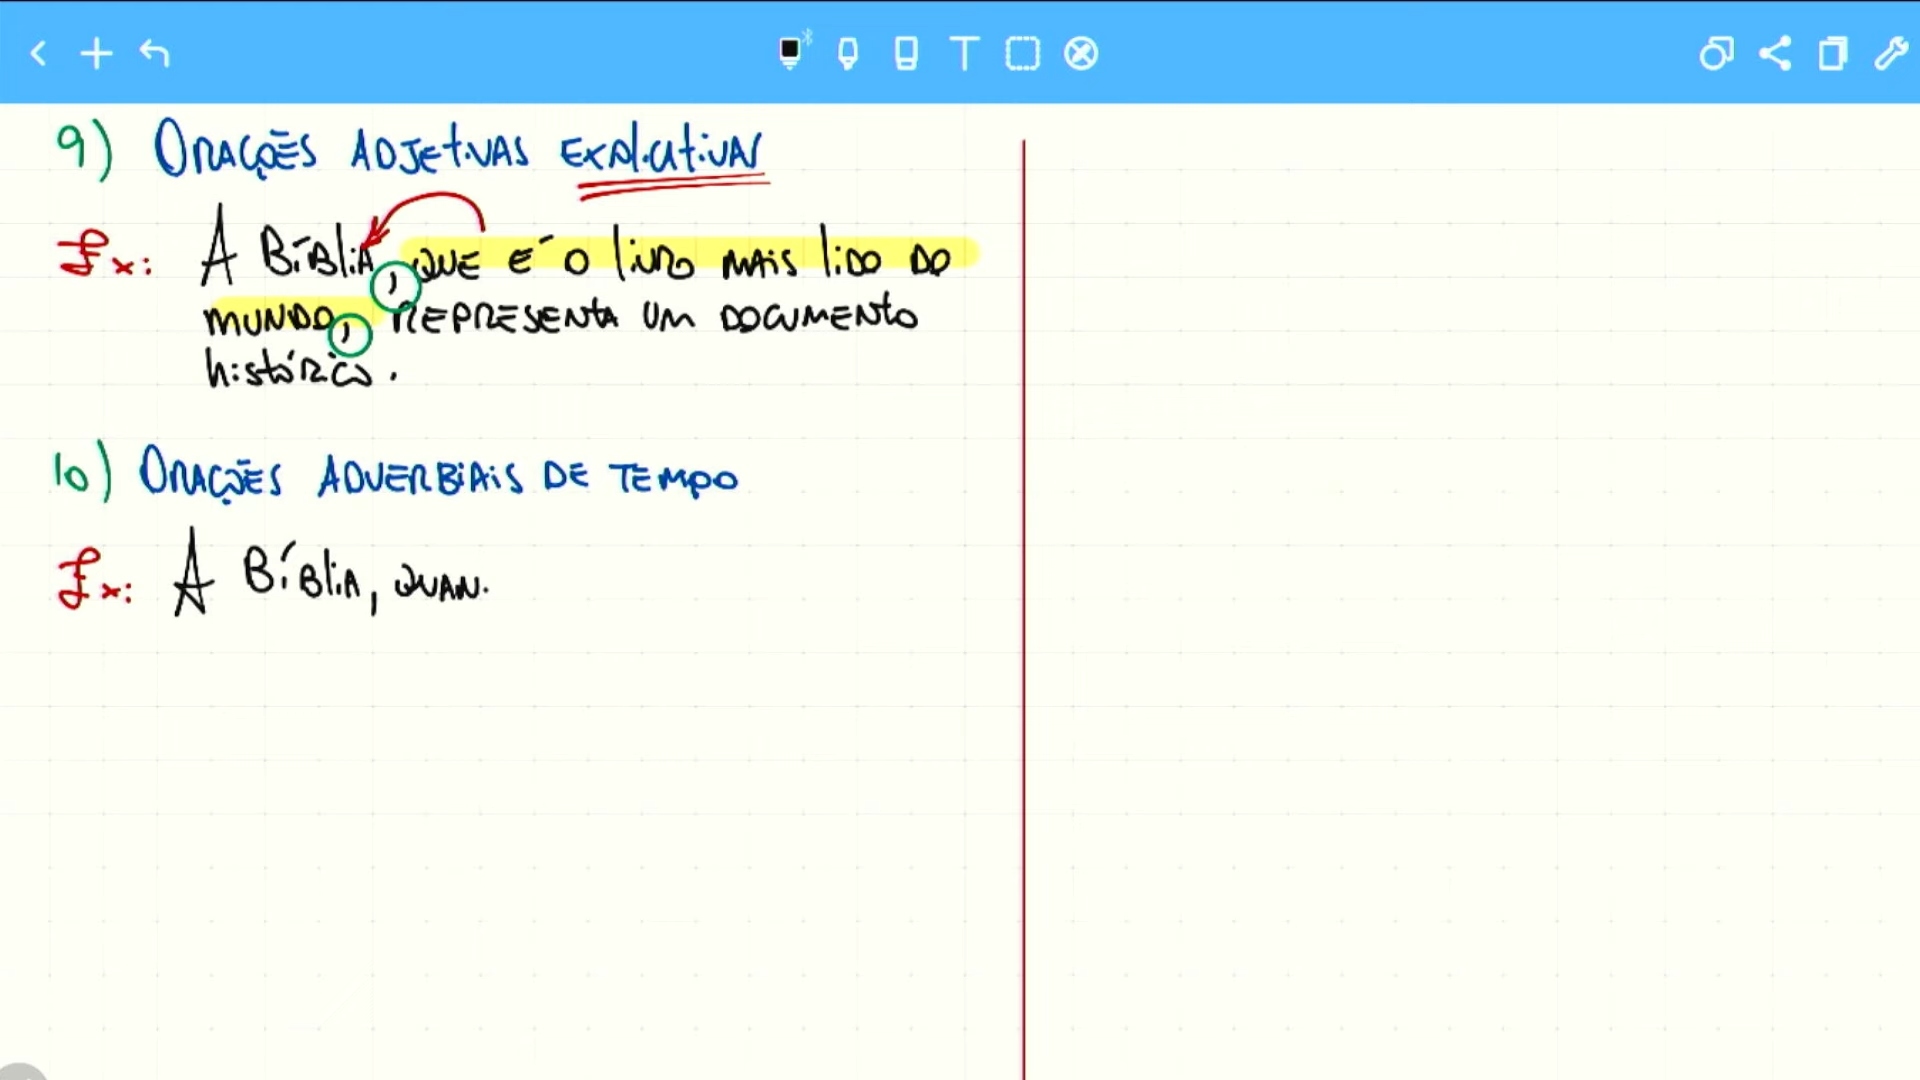 9) ORAÇÕES ADJETIVAS EXPLICATIVAS
Ex: A BÍBLIA, QUE É O LIVRO MAIS LIDO DO
MUNDO, REPRESENTA UM DOCUMENTO
HISTÓRICO.
10) ORAÇÕES ADVERBIAIS DE TEMPO
Ex: A BÍBLIA, QUAN